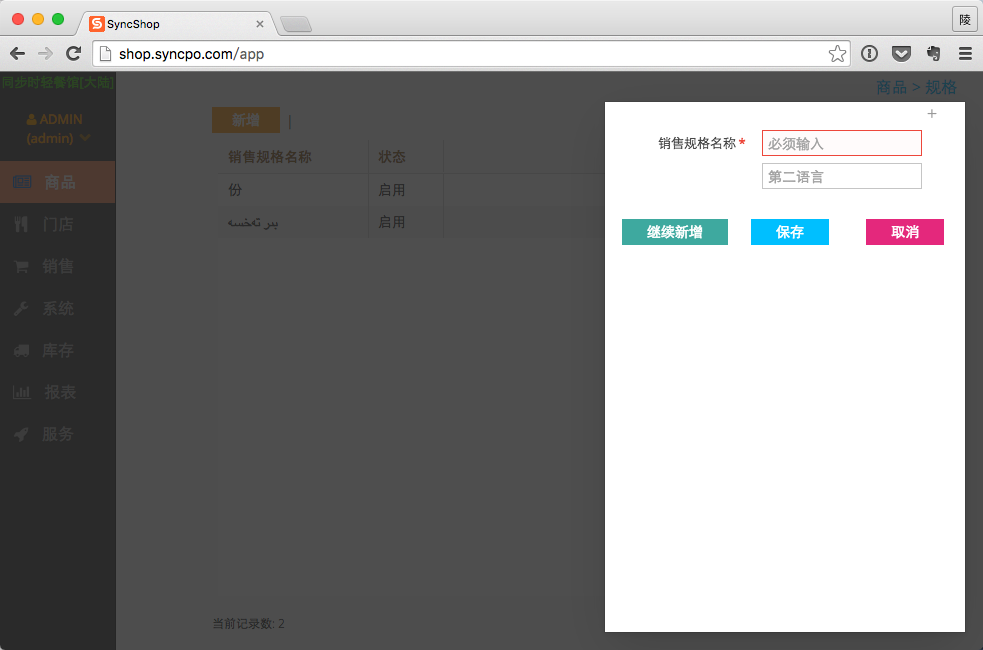 SyncShop
陵
shop.syncpo.com/app
同步时轻餐馆[大陆]
ADMIN
(admin)
商品
门店
销售
系统
库存
报表
服务
商品 > 规格
新增 |
销售规格名称 状态
份 启用
بىر تەخسە 启用
当前记录数: 2
+
销售规格名称 *
必须输入
第二语言
继续新增 保存 取消